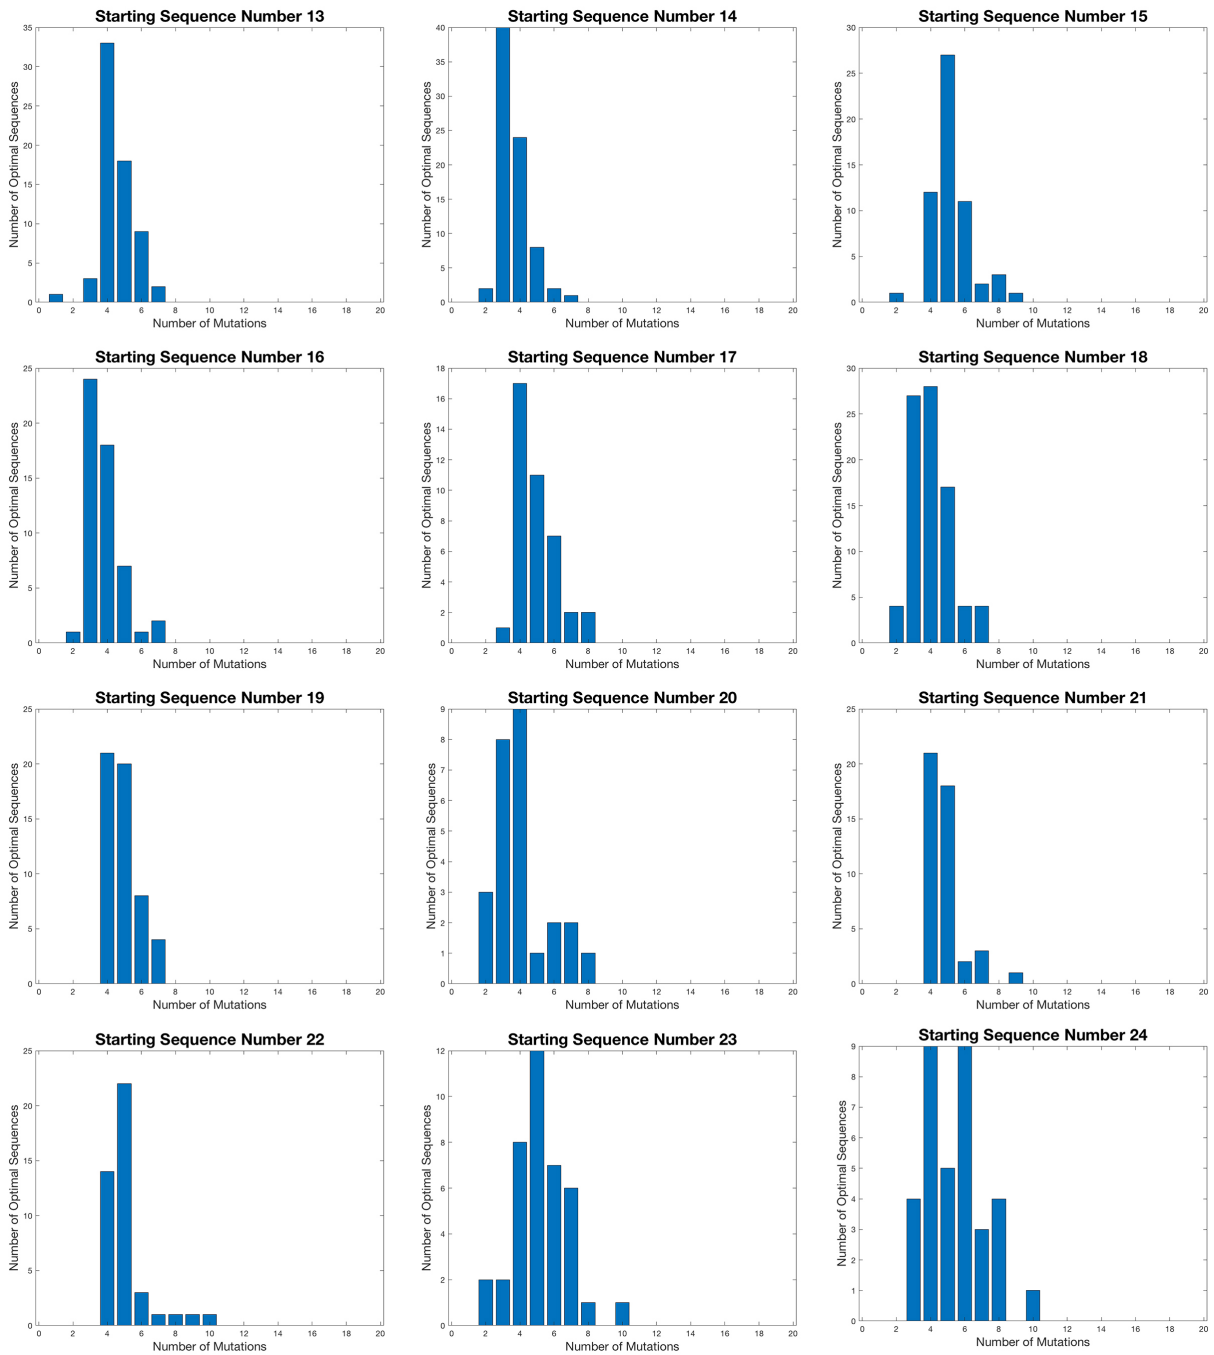 Starting Sequence Number 13
Number of Optimal Sequences
35
30
25
20
15
10
5
0
0 2 4 6 8 10 12 14 16 18 20
Number of Mutations
Starting Sequence Number 14
Number of Optimal Sequences
40
35
30
25
20
15
10
5
0
0 2 4 6 8 10 12 14 16 18 20
Number of Mutations
Starting Sequence Number 15
Number of Optimal Sequences
30
25
20
15
10
5
0
0 2 4 6 8 10 12 14 16 18 20
Number of Mutations
Starting Sequence Number 16
Number of Optimal Sequences
25
20
15
10
5
0
0 2 4 6 8 10 12 14 16 18 20
Number of Mutations
Starting Sequence Number 17
Number of Optimal Sequences
18
16
14
12
10
8
6
4
2
0
0 2 4 6 8 10 12 14 16 18 20
Number of Mutations
Starting Sequence Number 18
Number of Optimal Sequences
30
25
20
15
10
5
0
0 2 4 6 8 10 12 14 16 18 20
Number of Mutations
Starting Sequence Number 19
Number of Optimal Sequences
25
20
15
10
5
0
0 2 4 6 8 10 12 14 16 18 20
Number of Mutations
Starting Sequence Number 20
Number of Optimal Sequences
9
8
7
6
5
4
3
2
1
0
0 2 4 6 8 10 12 14 16 18 20
Number of Mutations
Starting Sequence Number 21
Number of Optimal Sequences
25
20
15
10
5
0
0 2 4 6 8 10 12 14 16 18 20
Number of Mutations
Starting Sequence Number 22
Number of Optimal Sequences
25
20
15
10
5
0
0 2 4 6 8 10 12 14 16 18 20
Number of Mutations
Starting Sequence Number 23
Number of Optimal Sequences
12
10
8
6
4
2
0
0 2 4 6 8 10 12 14 16 18 20
Number of Mutations
Starting Sequence Number 24
Number of Optimal Sequences
9
8
7
6
5
4
3
2
1
0
0 2 4 6 8 10 12 14 16 18 20
Number of Mutations